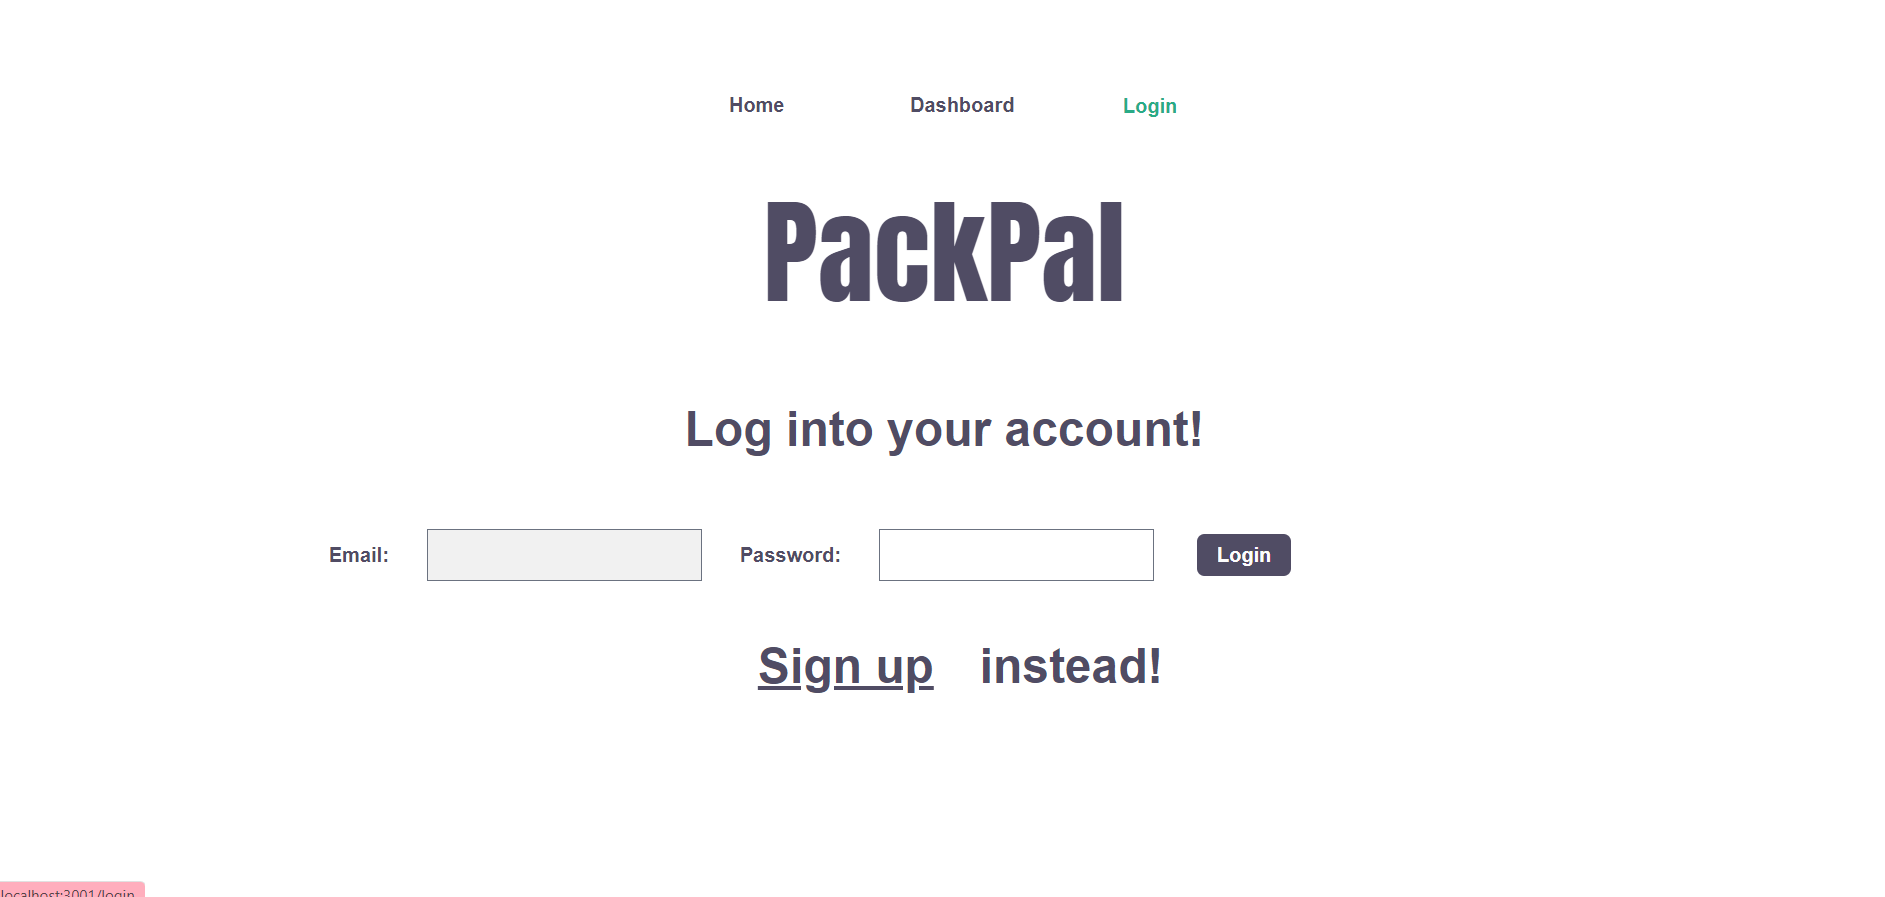 Home Dashboard Login
PackPal
Log into your account!
Email: Password: Login
Sign up instead!
localhost:3001/login